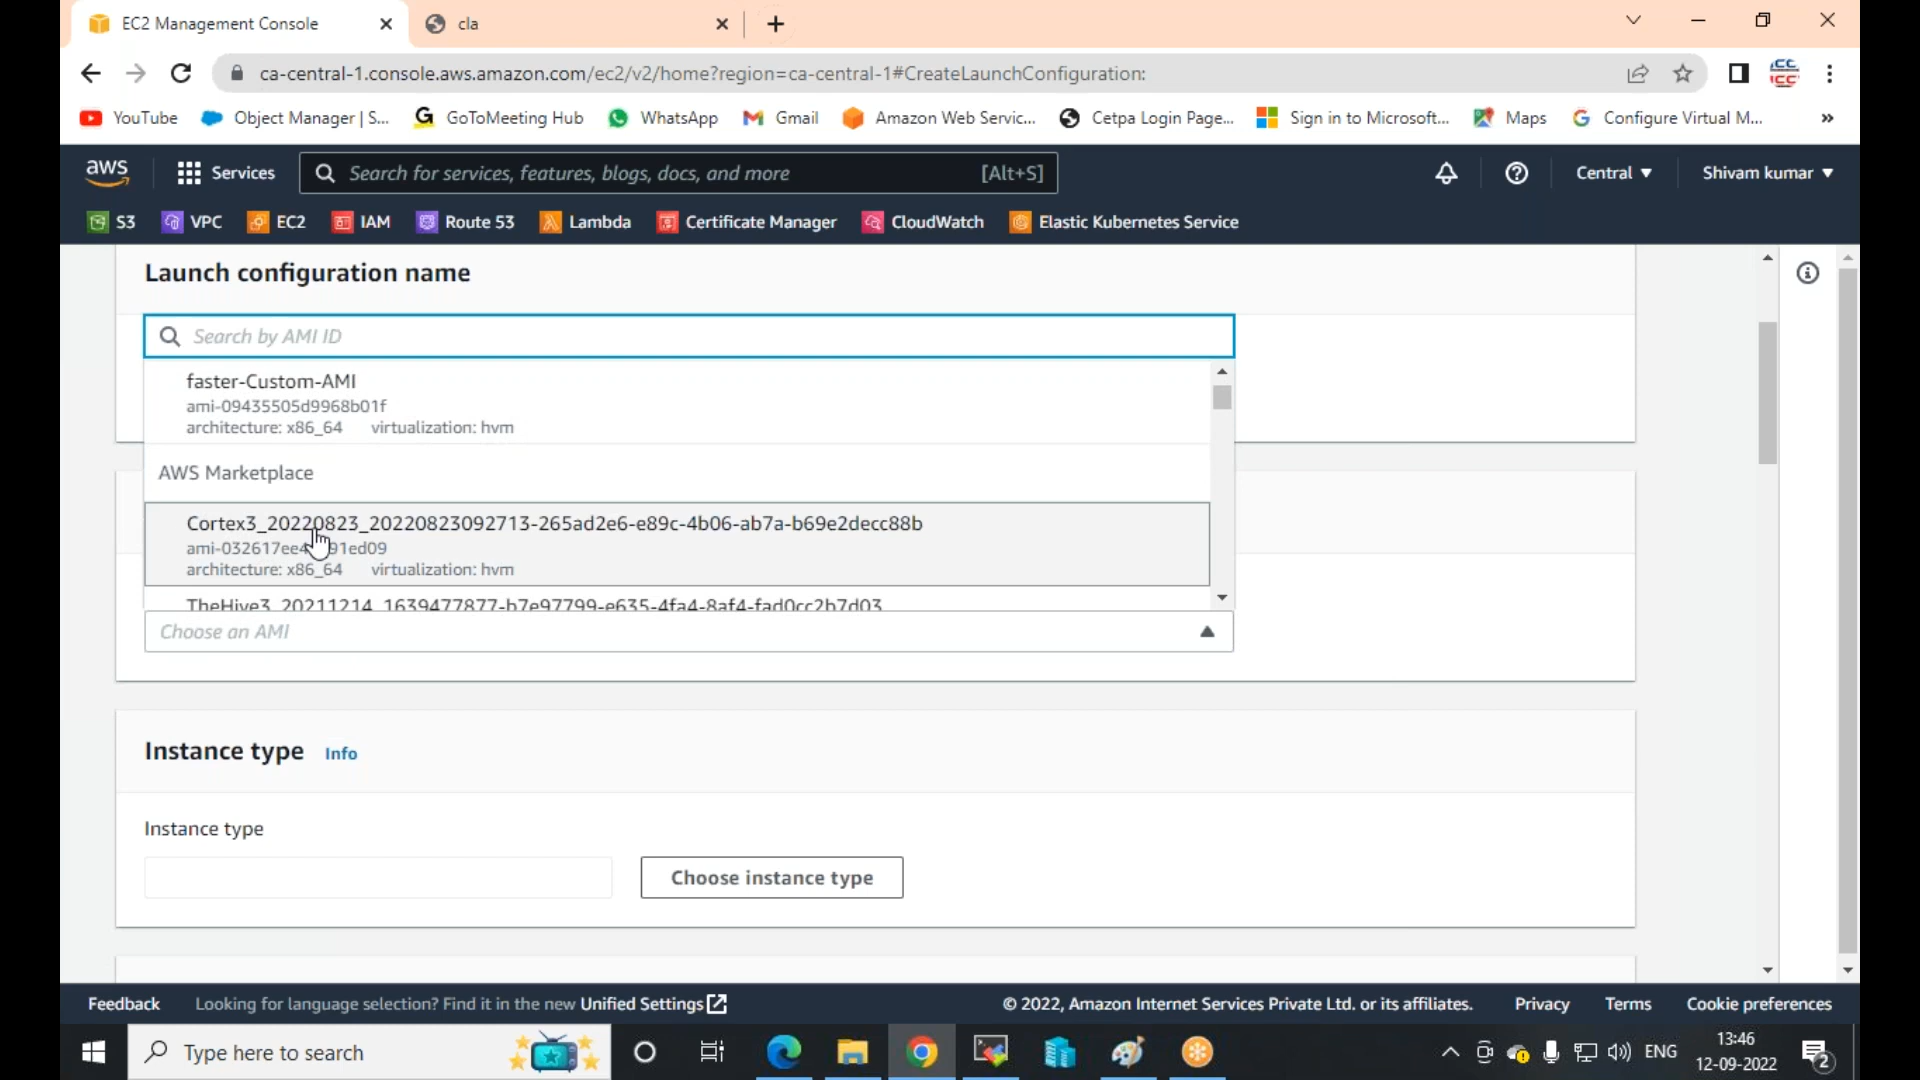 EC2 Management Console
cla
ca-central-1.console.aws.amazon.com/ec2/v2/home?region=ca-central-1#CreateLaunchConfiguration:
YouTube Object Manager | S... GoToMeeting Hub WhatsApp Gmail Amazon Web Servic... Cetpa Login Page... Sign in to Microsoft... Maps Configure Virtual M... »
aws Services Search for services, features, blogs, docs, and more [Alt+S] Central ▼ Shivam kumar ▼
S3 VPC EC2 IAM Route 53 Lambda Certificate Manager CloudWatch Elastic Kubernetes Service
Launch configuration name
Search by AMI ID
faster-Custom-AMI
ami-09435505d9968b01f
architecture: x86_64 virtualization: hvm
AWS Marketplace
Cortex3_20220823_20220823092713-265ad2e6-e89c-4b06-ab7a-b69e2decc88b
architecture: x86_64 virtualization: hvm
TheHive3_20211214_1639477877-b7e97799-e635-4fa4-8af4-fad0cc2b7d03
Choose an AMI
Instance type Info
Instance type
Choose instance type
Feedback Looking for language selection? Find it in the new Unified Settings © 2022, Amazon Internet Services Private Ltd. or its affiliates. Privacy Terms Cookie preferences
Type here to search
ENG
13:46
12-09-2022
2